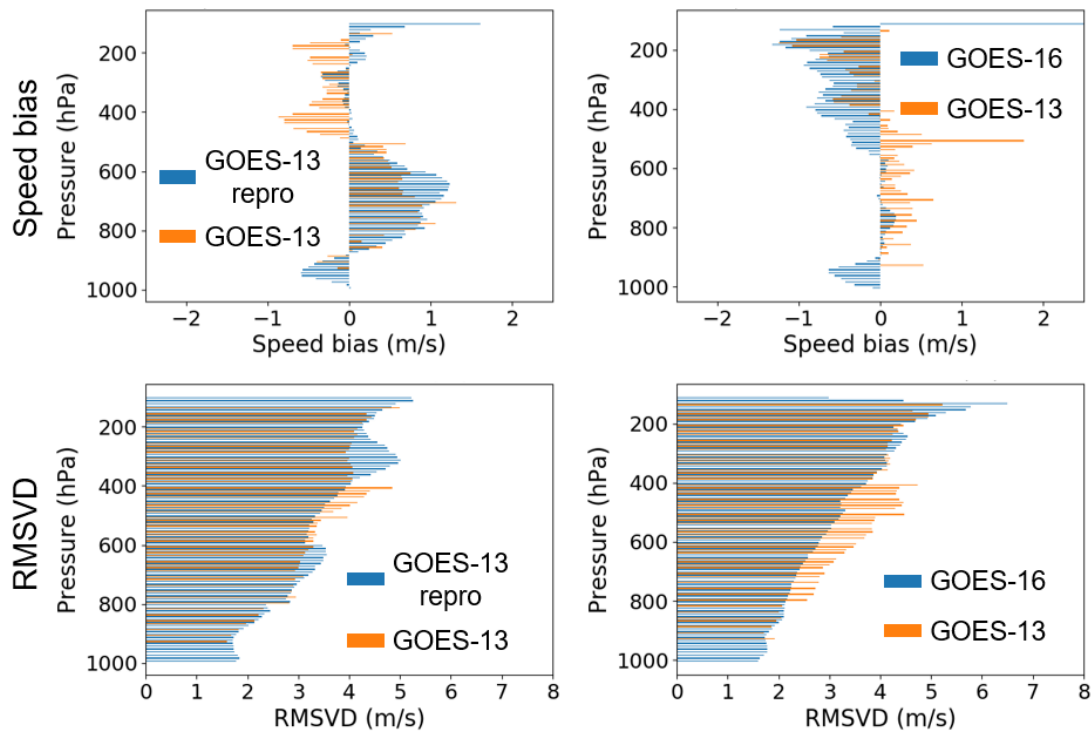 Speed bias
Pressure (hPa)
200
400
600
800
1000
GOES-13
repro
GOES-13
−2
−1
0
1
2
Speed bias (m/s)
Pressure (hPa)
200
400
600
800
1000
GOES-16
GOES-13
−2
−1
0
1
2
Speed bias (m/s)
RMSVD
Pressure (hPa)
200
400
600
800
1000
GOES-13
repro
GOES-13
0
1
2
3
4
5
6
7
8
RMSVD (m/s)
Pressure (hPa)
200
400
600
800
1000
GOES-16
GOES-13
0
1
2
3
4
5
6
7
8
RMSVD (m/s)